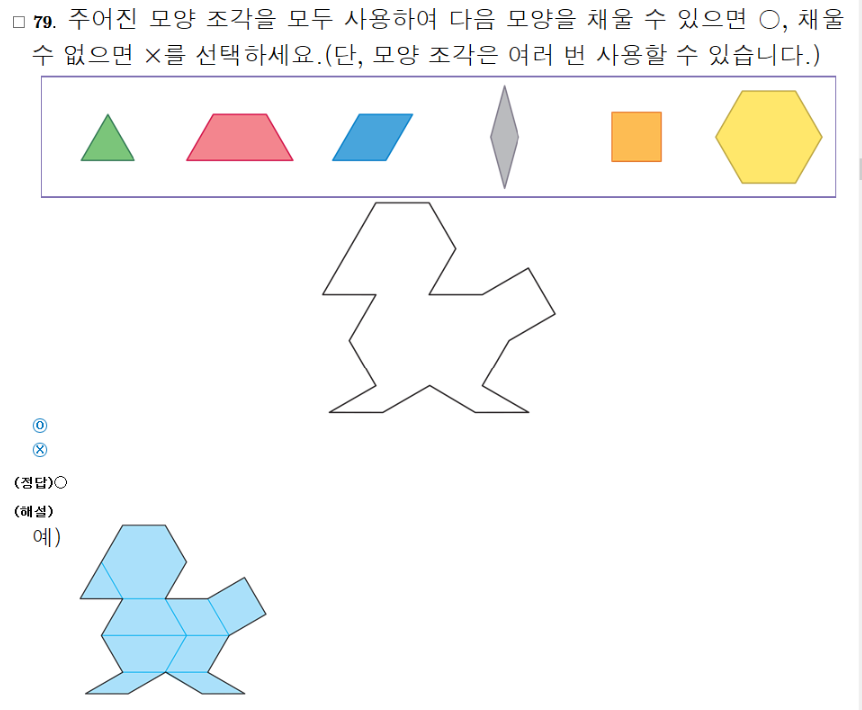 □ 79. 주어진 모양 조각을 모두 사용하여 다음 모양을 채울 수 있으면 ○, 채울
수 없으면 ×를 선택하세요.(단, 모양 조각은 여러 번 사용할 수 있습니다.)
Ⓞ
ⓧ
(정답)○
(해설)
예)